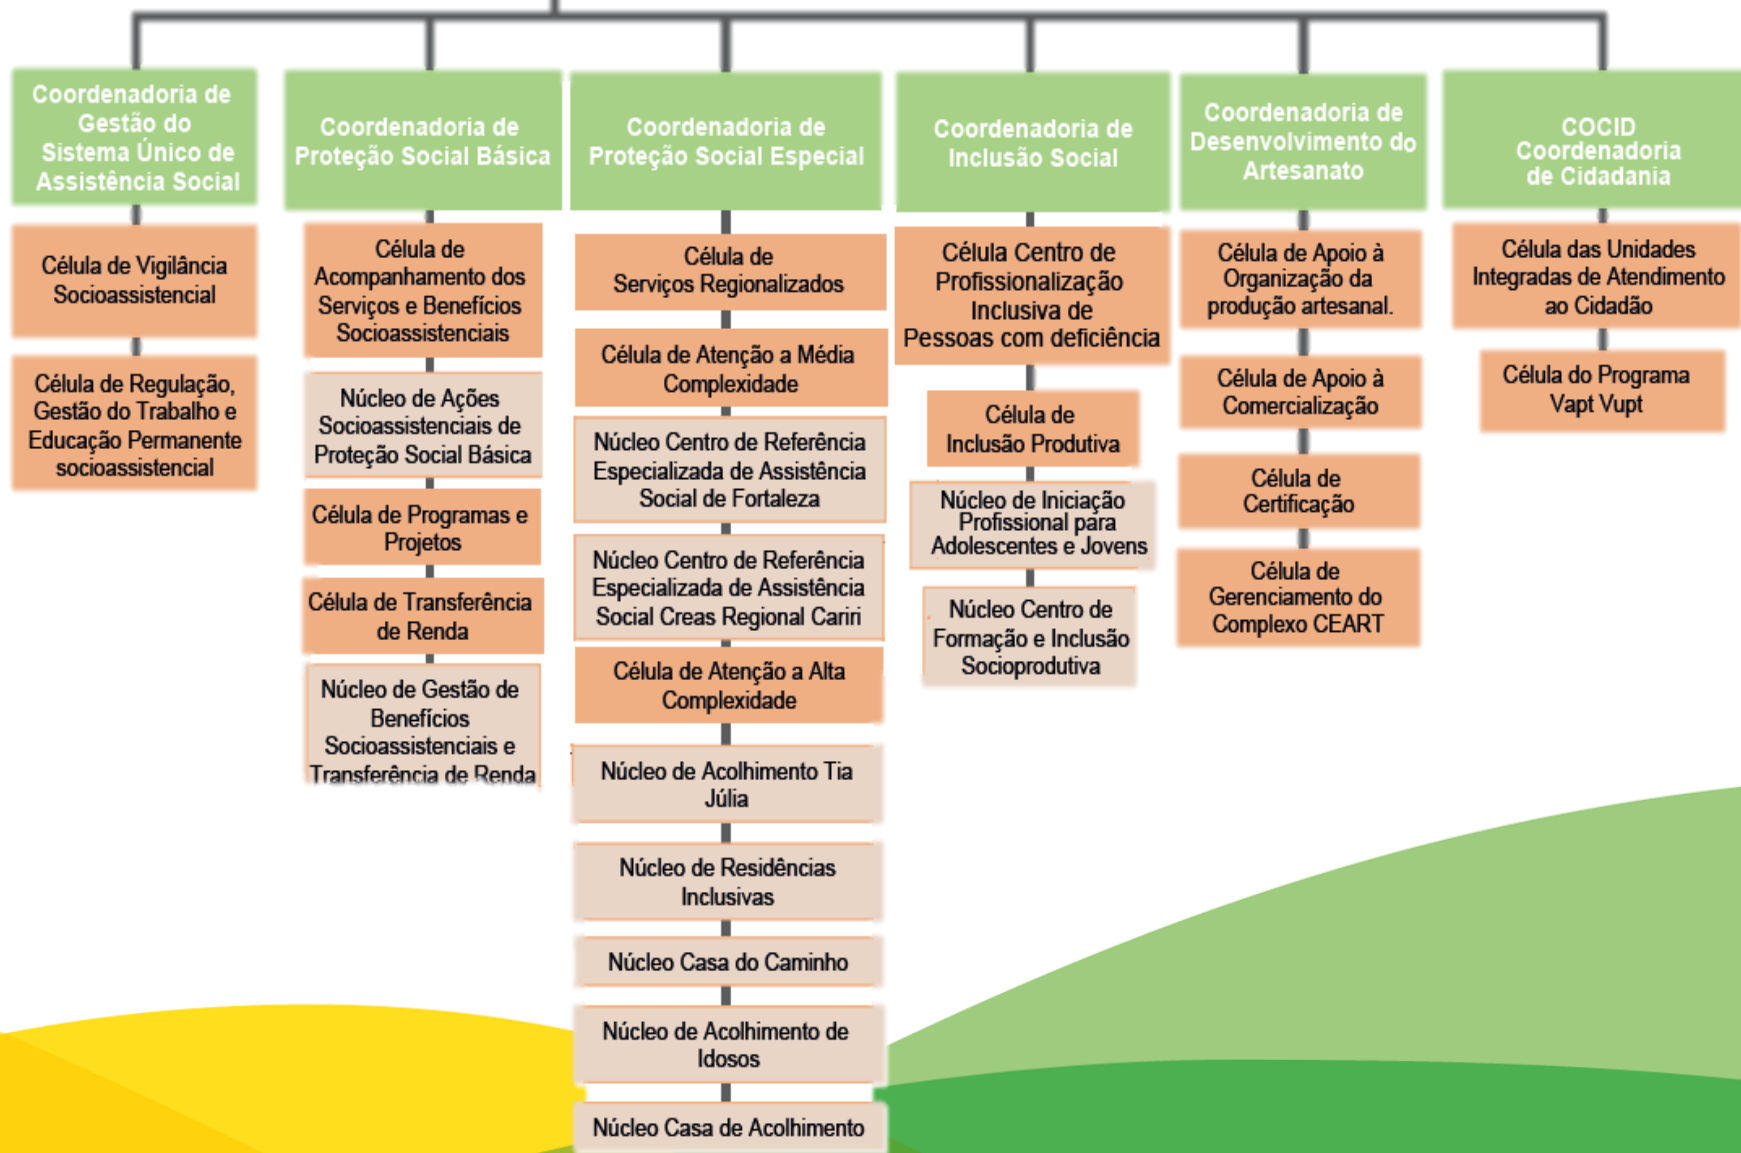 Coordenadoria de
Gestão do
Sistema Único de
Assistência Social
Célula de Vigilância
Socioassistencial
Célula de Regulação,
Gestão do Trabalho e
Educação Permanente
socioassistencial
Coordenadoria de
Proteção Social Básica
Célula de
Acompanhamento dos
Serviços e Benefícios
Socioassistenciais
Núcleo de Ações
Socioassistenciais de
Proteção Social Básica
Célula de Programas e
Projetos
Célula de Transferência
de Renda
Núcleo de Gestão de
Benefícios
Socioassistenciais e
Transferência de Renda
Coordenadoria de
Proteção Social Especial
Célula de
Serviços Regionalizados
Célula de Atenção a Média
Complexidade
Núcleo Centro de Referência
Especializada de Assistência
Social de Fortaleza
Núcleo Centro de Referência
Especializada de Assistência
Social Creas Regional Cariri
Célula de Atenção a Alta
Complexidade
Núcleo de Acolhimento Tia
Júlia
Núcleo de Residências
Inclusivas
Núcleo Casa do Caminho
Núcleo de Acolhimento de
Idosos
Núcleo Casa de Acolhimento
Coordenadoria de
Inclusão Social
Célula Centro de
Profissionalização
Inclusiva de
Pessoas com deficiência
Célula de
Inclusão Produtiva
Núcleo de Iniciação
Profissional para
Adolescentes e Jovens
Núcleo Centro de
Formação e Inclusão
Socioprodutiva
Coordenadoria de
Desenvolvimento do
Artesanato
Célula de Apoio à
Organização da
produção artesanal.
Célula de Apoio à
Comercialização
Célula de
Certificação
Célula de
Gerenciamento do
Complexo CEART
COCID
Coordenadoria
de Cidadania
Célula das Unidades
Integradas de Atendimento
ao Cidadão
Célula do Programa
Vapt Vupt